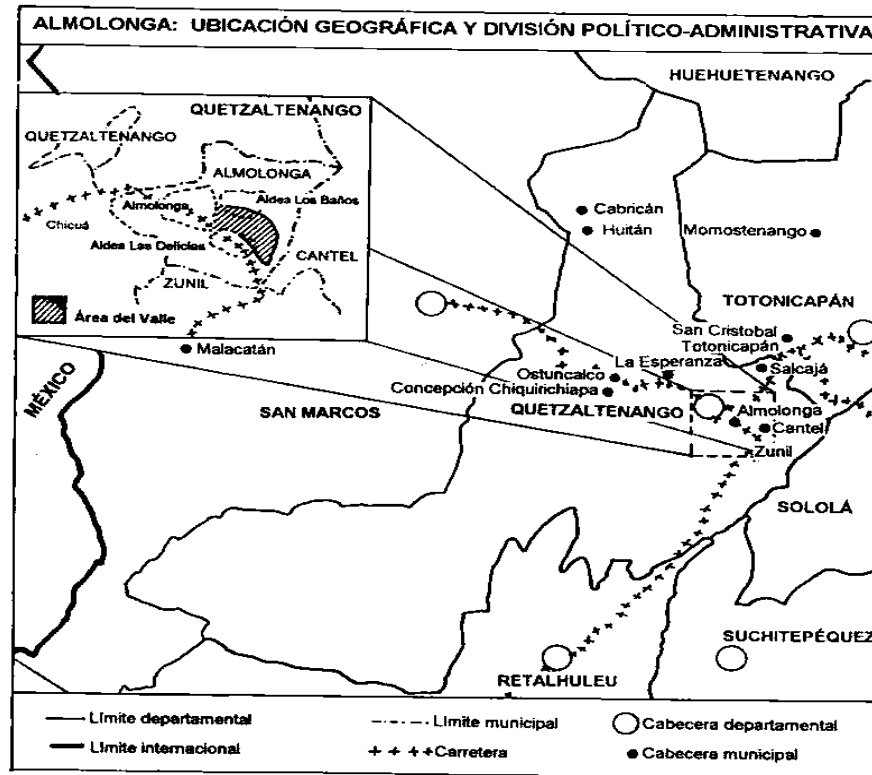 ALMOLONGA: UBICACIÓN GEOGRÁFICA Y DIVISIÓN POLÍTICO-ADMINISTRATIVA
HUEHUETENANGO
QUETZALTENANGO
QUETZALTENANGO
ALMOLONGA
Almolonga
Aldea Los Baños
Chicuá
Aldea Las Delicias
CANTEL
ZUNIL
Área del Valle
Cabricán
Huitán
Momostenango
TOTONICAPÁN
San Cristobal
Totonicapán
Malacatán
La Esperanza
Salcajá
Ostuncalco
Concepción Chiquirichiapa
MÉXICO
SAN MARCOS
QUETZALTENANGO
Almolonga
Cantel
Zunil
SOLOLÁ
SUCHITEPÉQUEZ
RETALHULEU
Límite departamental
Límite municipal
Cabecera departamental
Límite internacional
Carretera
Cabecera municipal